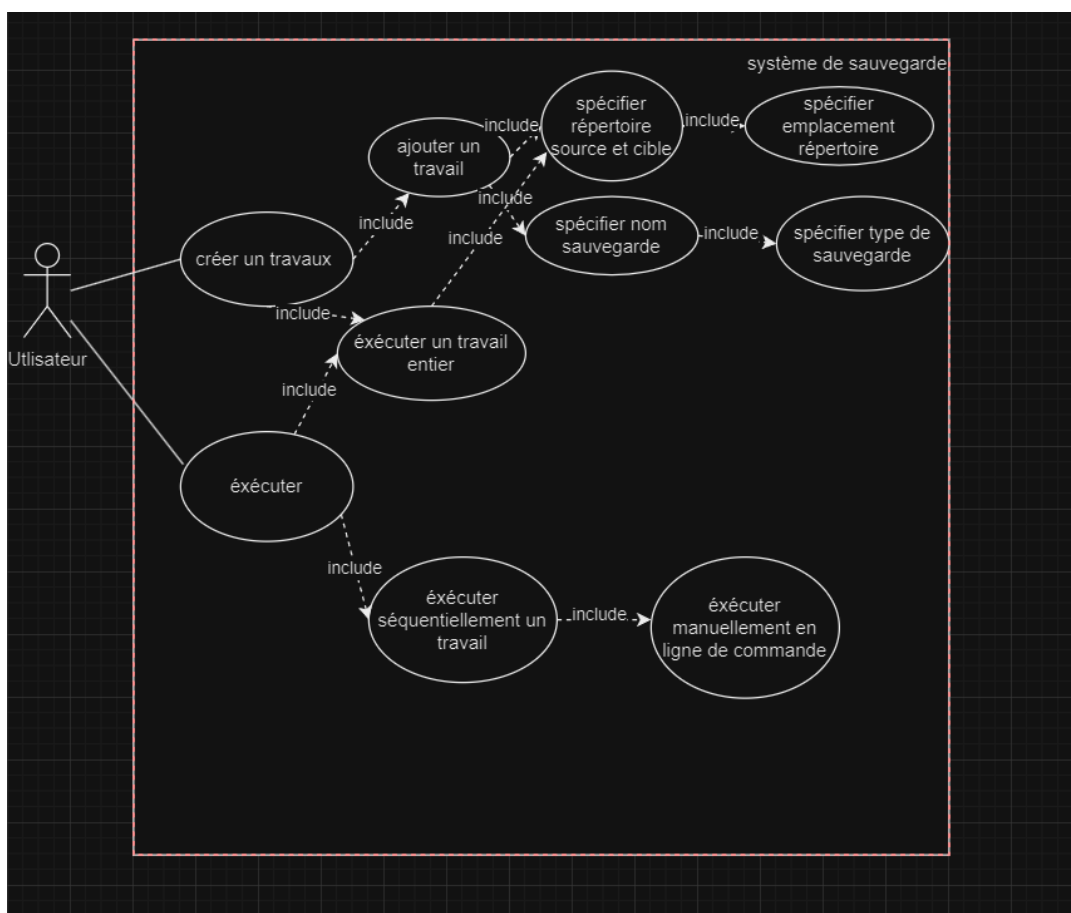 système de sauvegarde
spécifier
répertoire
source et cible
include
spécifier
emplacement
répertoire
include
ajouter un
travail
include
include
spécifier nom
sauvegarde
include
spécifier type de
sauvegarde
include
include
créer un travaux
include
Utlisateur
éxécuter un travail
entier
include
éxécuter
include
éxécuter
séquentiellement un
travail
include
éxécuter
manuellement en
ligne de commande